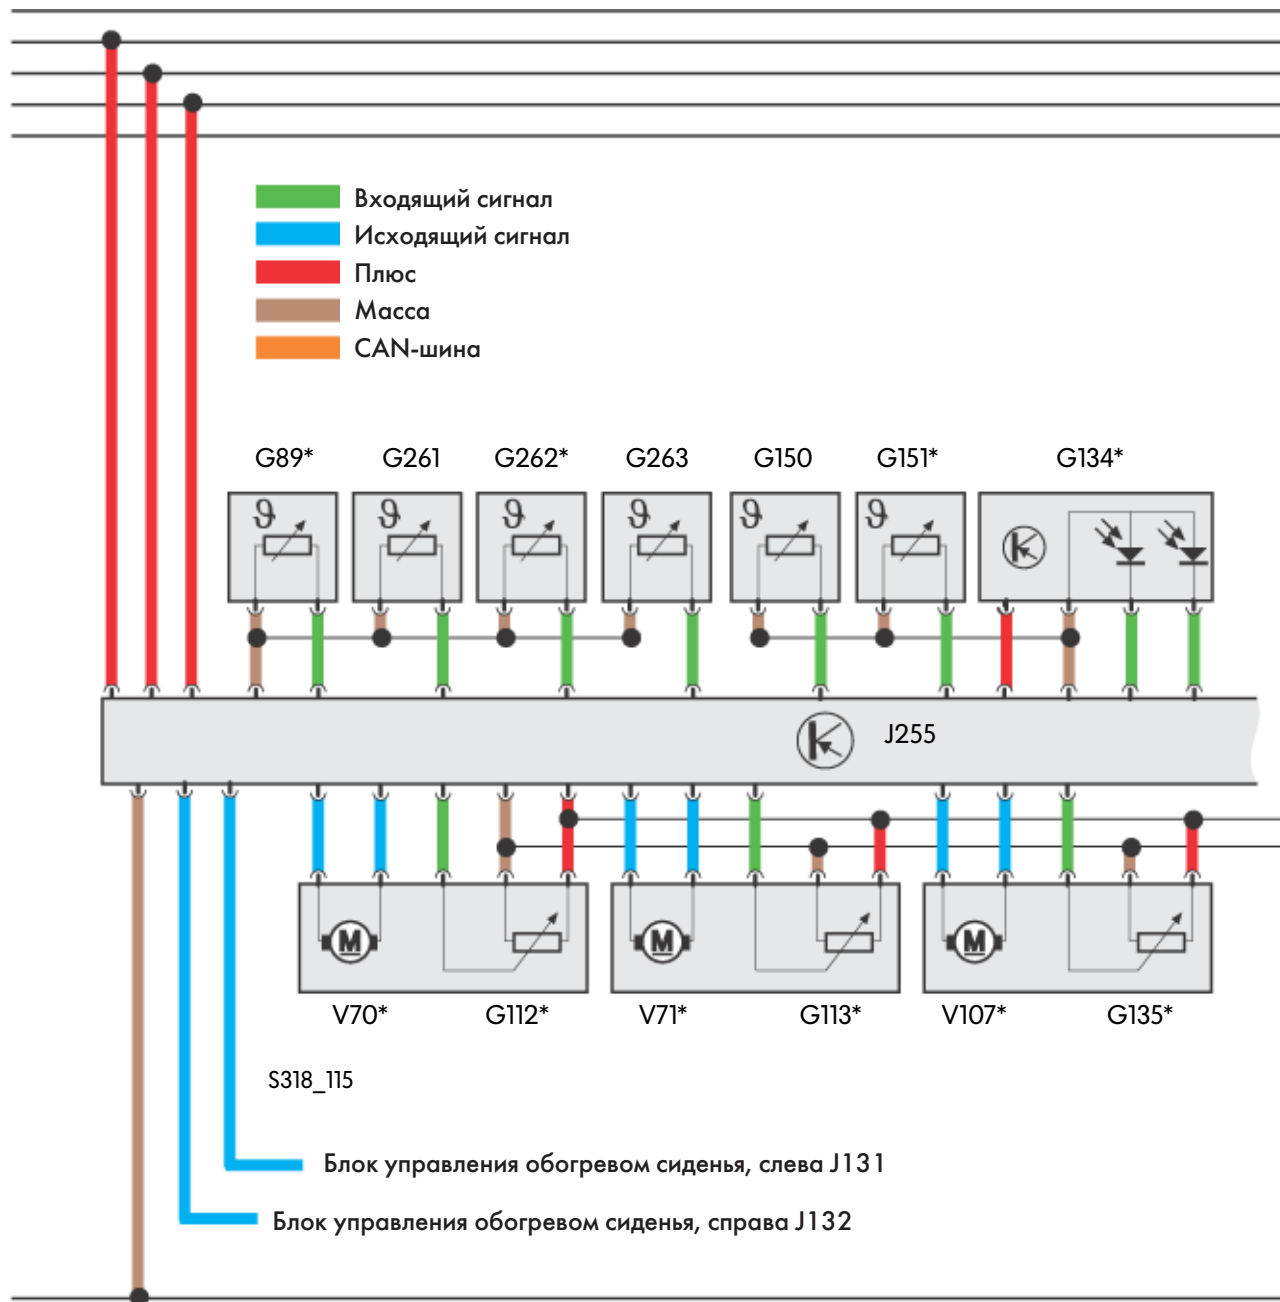 Входящий сигнал
Исходящий сигнал
Плюс
Масса
CAN-шина
G89* G261 G262* G263 G150 G151* G134*
ϑ ϑ ϑ ϑ ϑ ϑ
J255
M M M
V70* G112* V71* G113* V107* G135*
S318_115
Блок управления обогревом сиденья, слева J131
Блок управления обогревом сиденья, справа J132